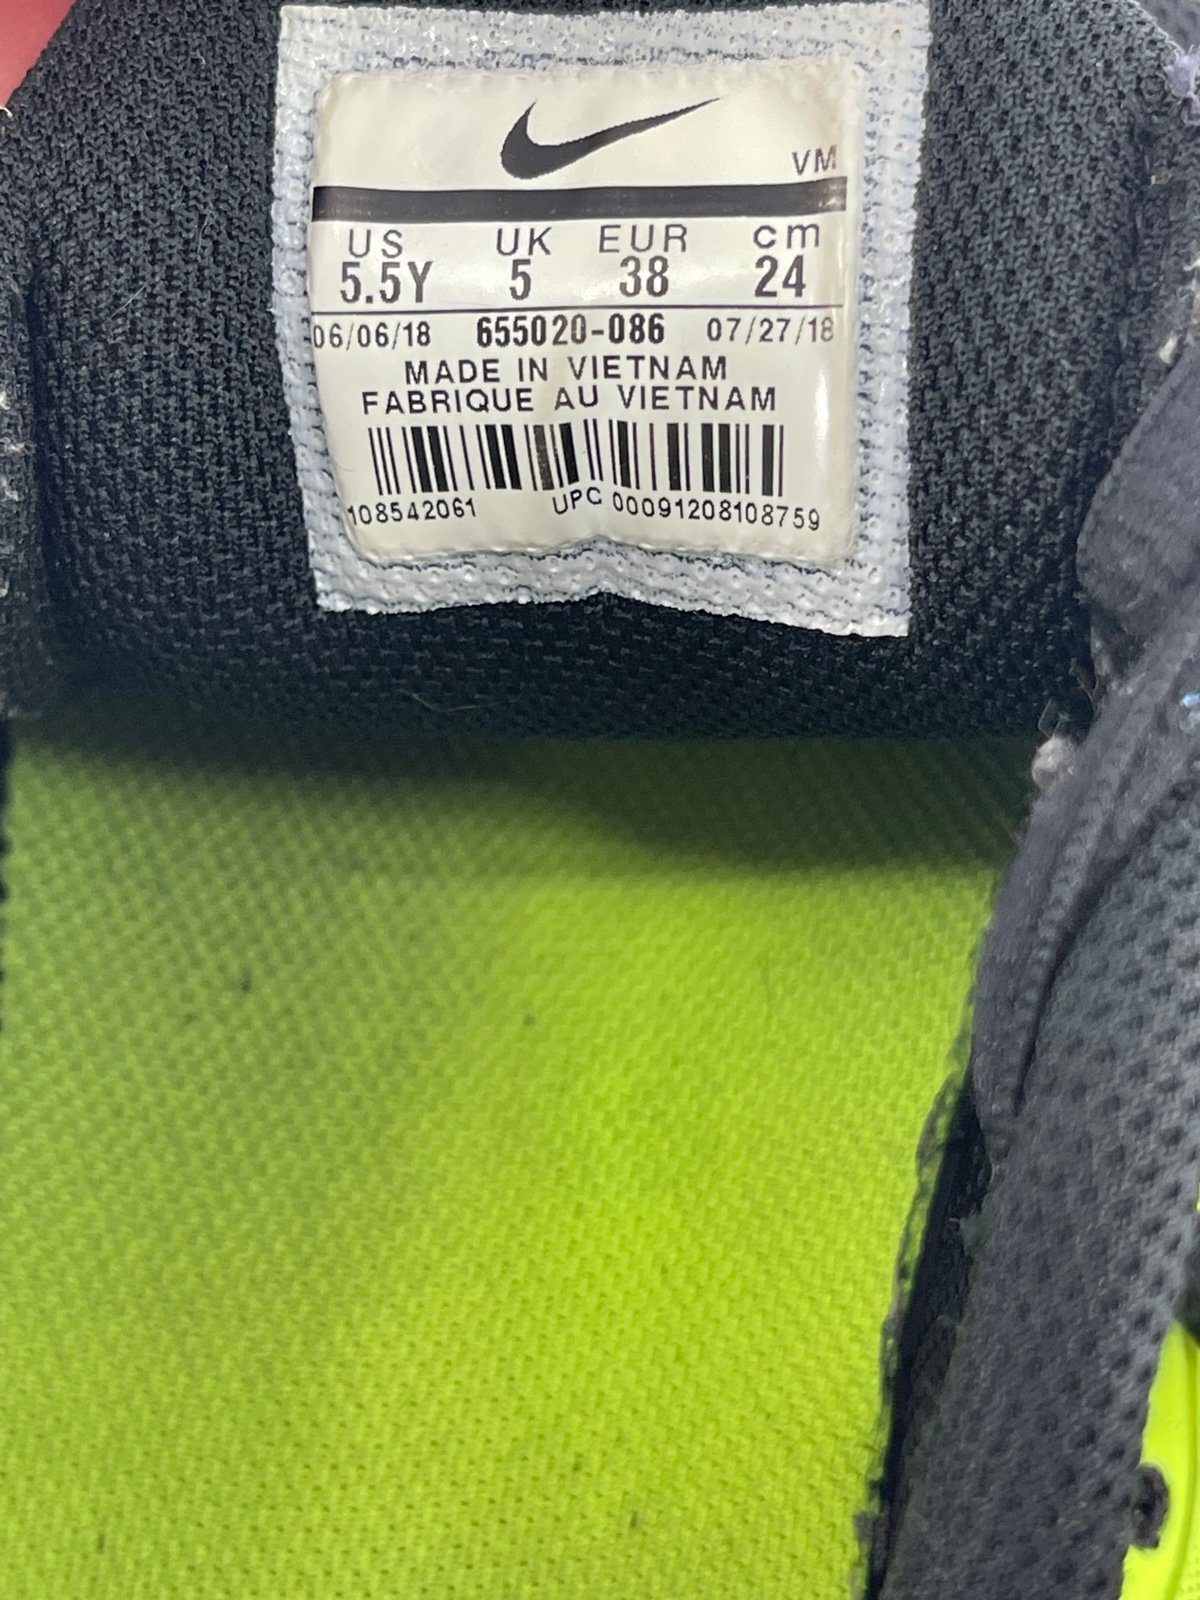 VM
US UK EUR cm
5.5Y 5 38 24
06/06/18 655020-086 07/27/18
MADE IN VIETNAM
FABRIQUE AU VIETNAM
108542061 UPC 00091208108759